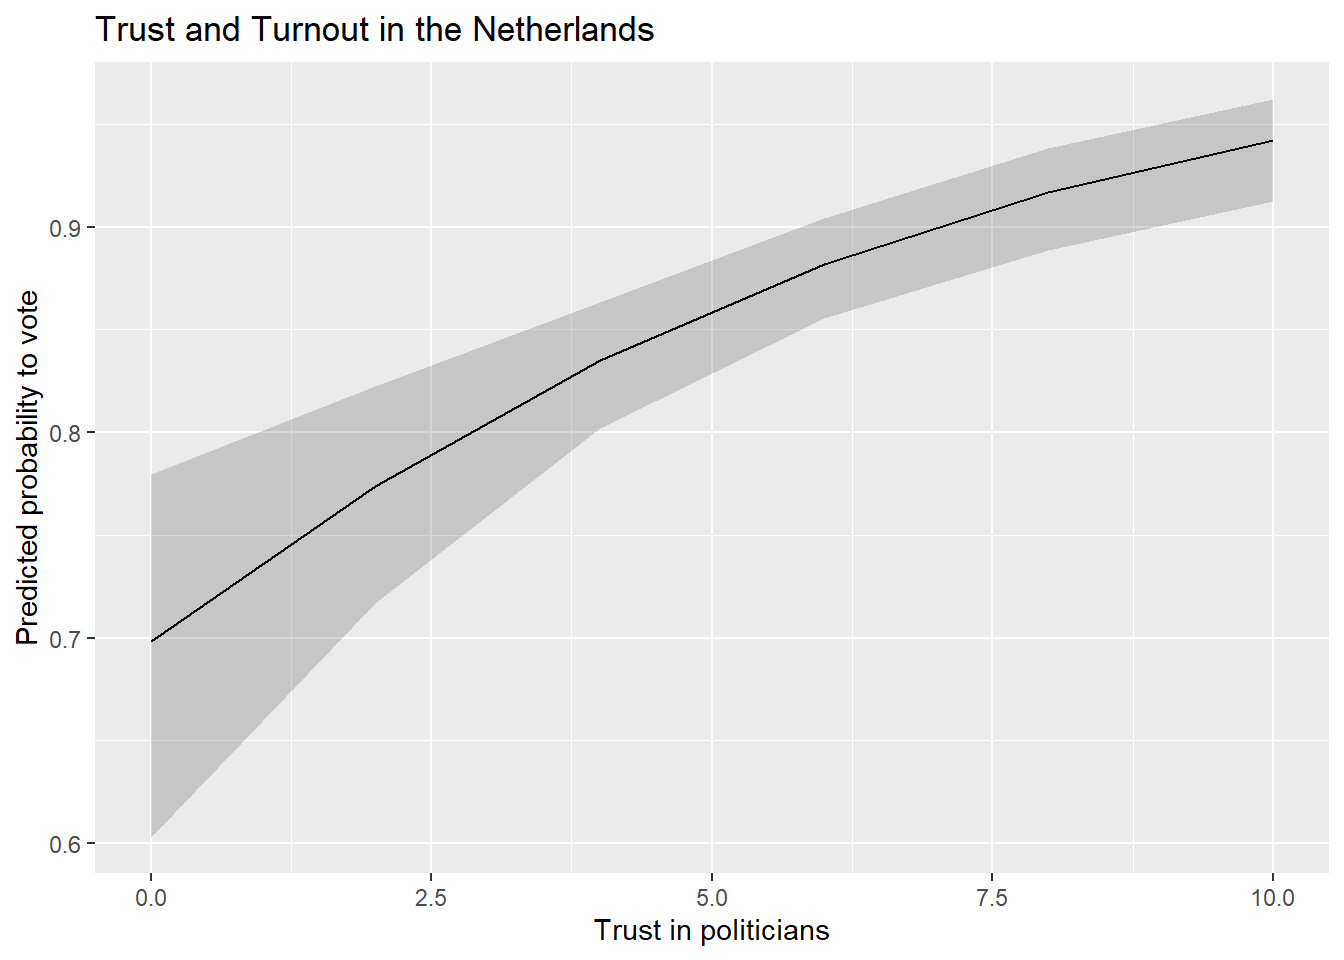 Trust and Turnout in the Netherlands
Predicted probability to vote
0.9
0.8
0.7
0.6
0.0 2.5 5.0 7.5 10.0
Trust in politicians